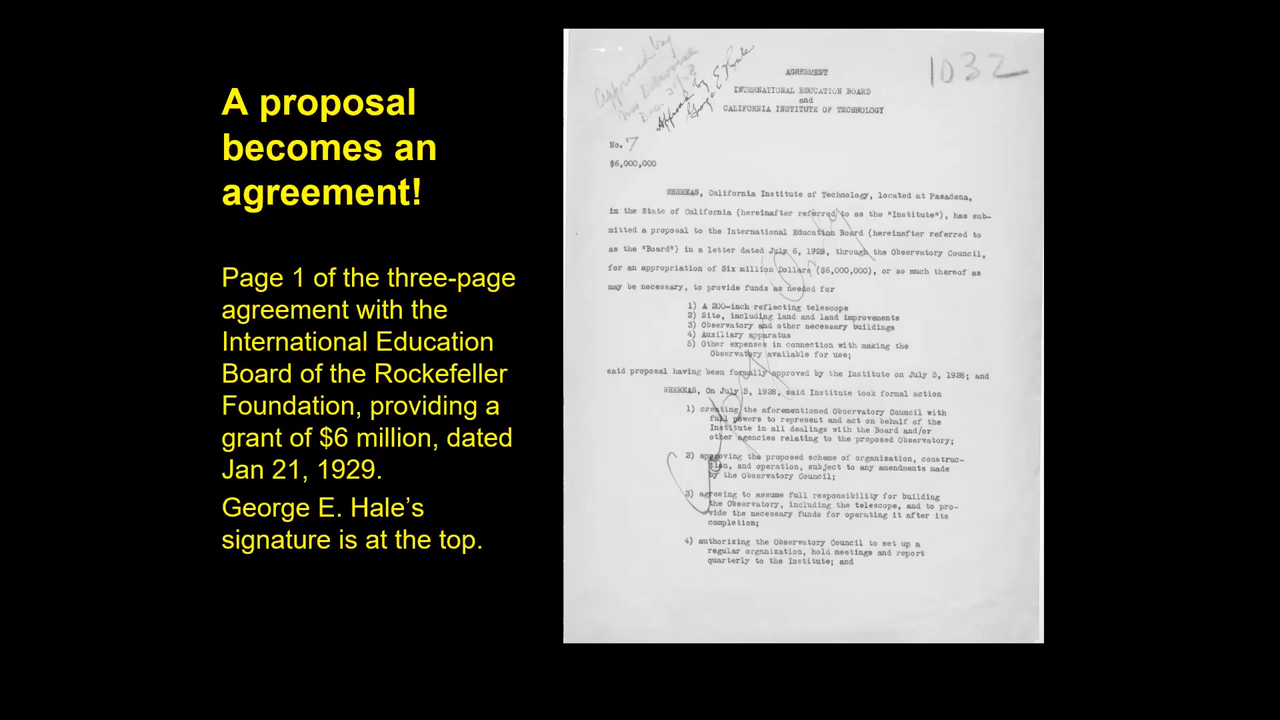 A proposal
becomes an
agreement!
Page 1 of the three-page
agreement with the
International Education
Board of the Rockefeller
Foundation, providing a
grant of $6 million, dated
Jan 21, 1929.
George E. Hale’s
signature is at the top.
Approved by
Dec. 31/28
Approved by
George E. Hale
1032
AGREEMENT
INTERNATIONAL EDUCATION BOARD
and
CALIFORNIA INSTITUTE OF TECHNOLOGY
No. 7
$6,000,000
WHEREAS, California Institute of Technology, located at Pasadena,
in the State of California (hereinafter referred to as the "Institute"), has sub-
mitted a proposal to the International Education Board (hereinafter referred to
as the "Board") in a letter dated July 6, 1928, through the Observatory Council,
for an appropriation of Six million Dollars ($6,000,000), or so much thereof as
may be necessary, to provide funds as needed for
1) A 200-inch reflecting telescope
2) Site, including land and land improvements
3) Observatory and other necessary buildings
4) Auxiliary apparatus
5) Other expenses in connection with making the
Observatory available for use;
said proposal having been formally approved by the Institute on July 5, 1928; and
WHEREAS, On July 5, 1928, said Institute took formal action
1) creating the aforementioned Observatory Council with
full powers to represent and act on behalf of the
Institute in all dealings with the Board and/or
other agencies relating to the proposed Observatory;
2) approving the proposed scheme of organization, construc-
tion, and operation, subject to any amendments made
by the Observatory Council;
3) agreeing to assume full responsibility for building
the Observatory, including the telescope, and to pro-
vide the necessary funds for operating it after its
completion;
4) authorizing the Observatory Council to set up a
regular organization, hold meetings and report
quarterly to the Institute; and
Copy Only